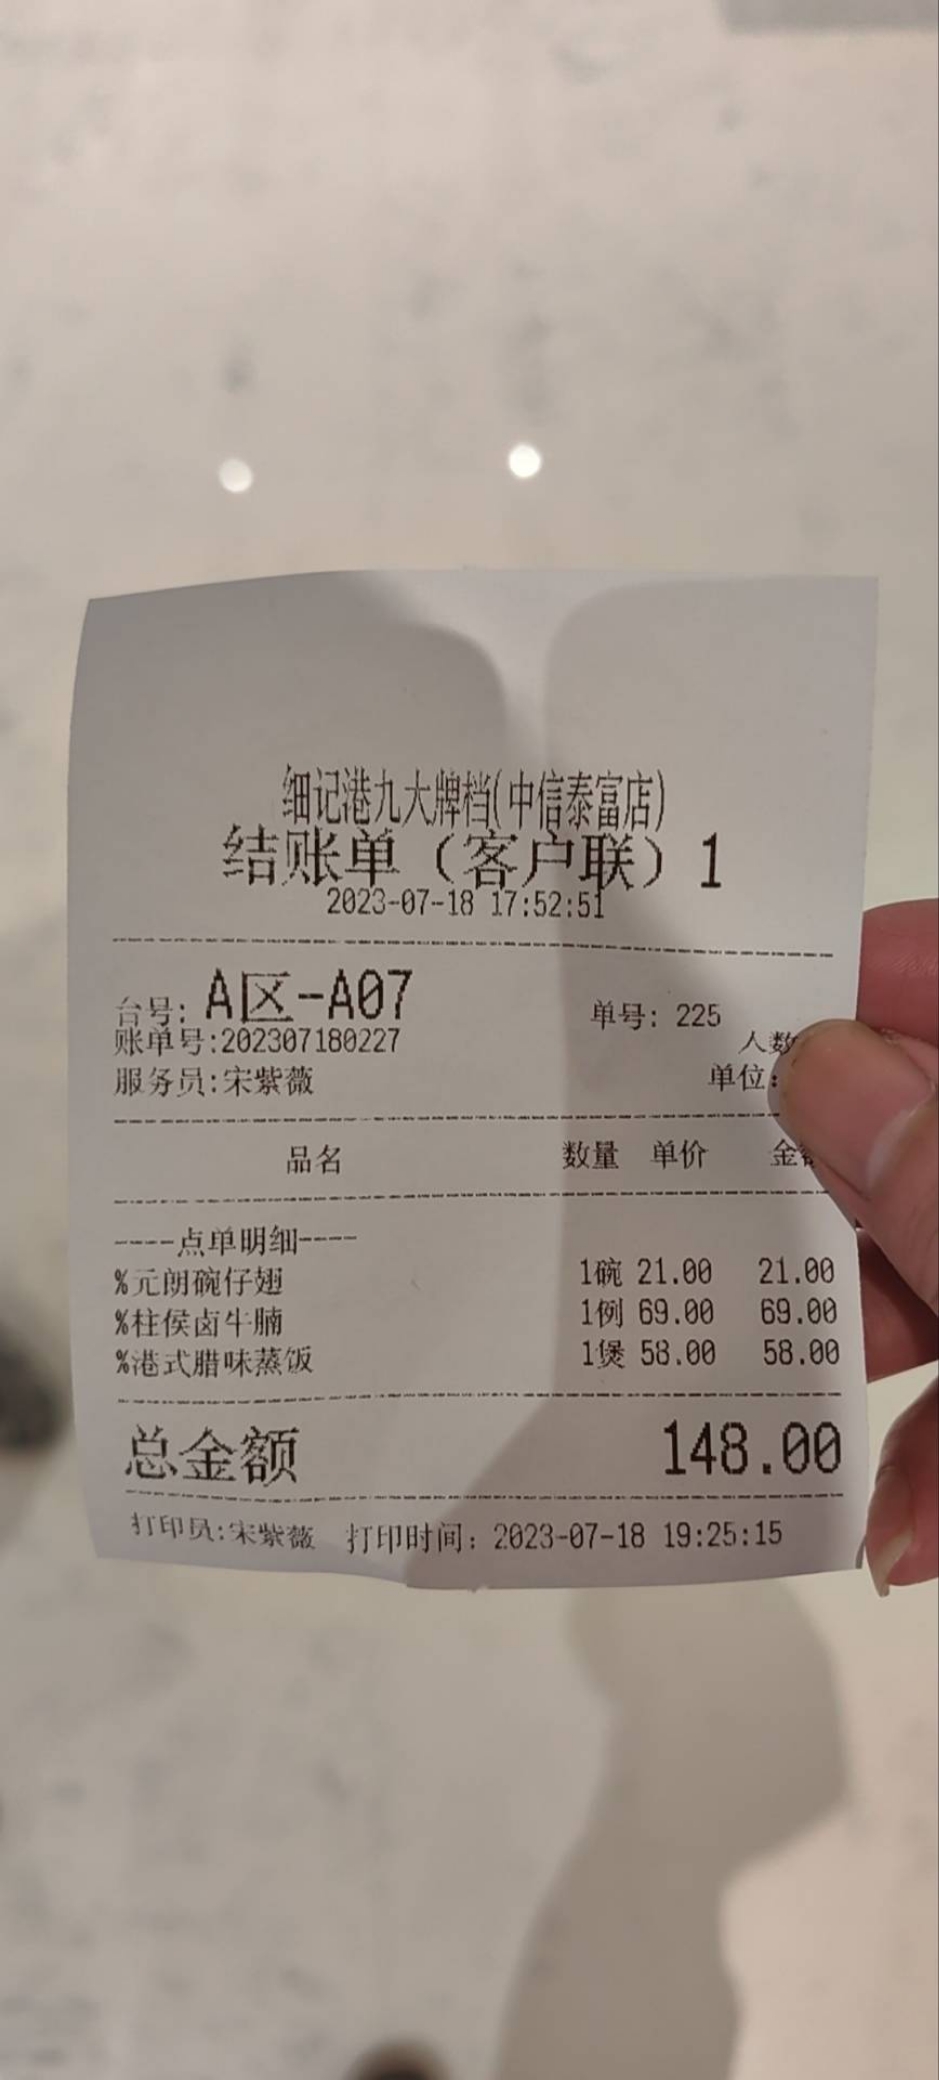 细记港九大牌档(中信泰富店)
结账单（客户联）1
2023-07-18 17:52:51
台号: A区-A07 单号: 225
账单号:202307180227 人数
服务员:宋紫薇 单位:
品名 数量 单价 金额
----点单明细----
%元朗碗仔翅 1碗 21.00 21.00
%柱侯卤牛腩 1例 69.00 69.00
%港式腊味蒸饭 1煲 58.00 58.00
总金额 148.00
打印员:宋紫薇 打印时间: 2023-07-18 19:25:15